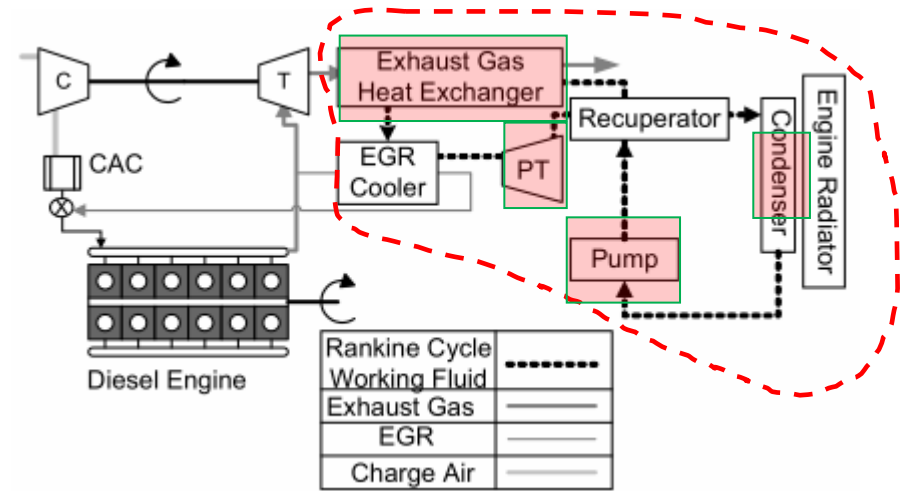 Exhaust Gas
Heat Exchanger
C
T
Recuperator
Condenser
Engine Radiator
CAC
EGR
Cooler
PT
Pump
Diesel Engine
Rankine Cycle
Working Fluid
Exhaust Gas
EGR
Charge Air